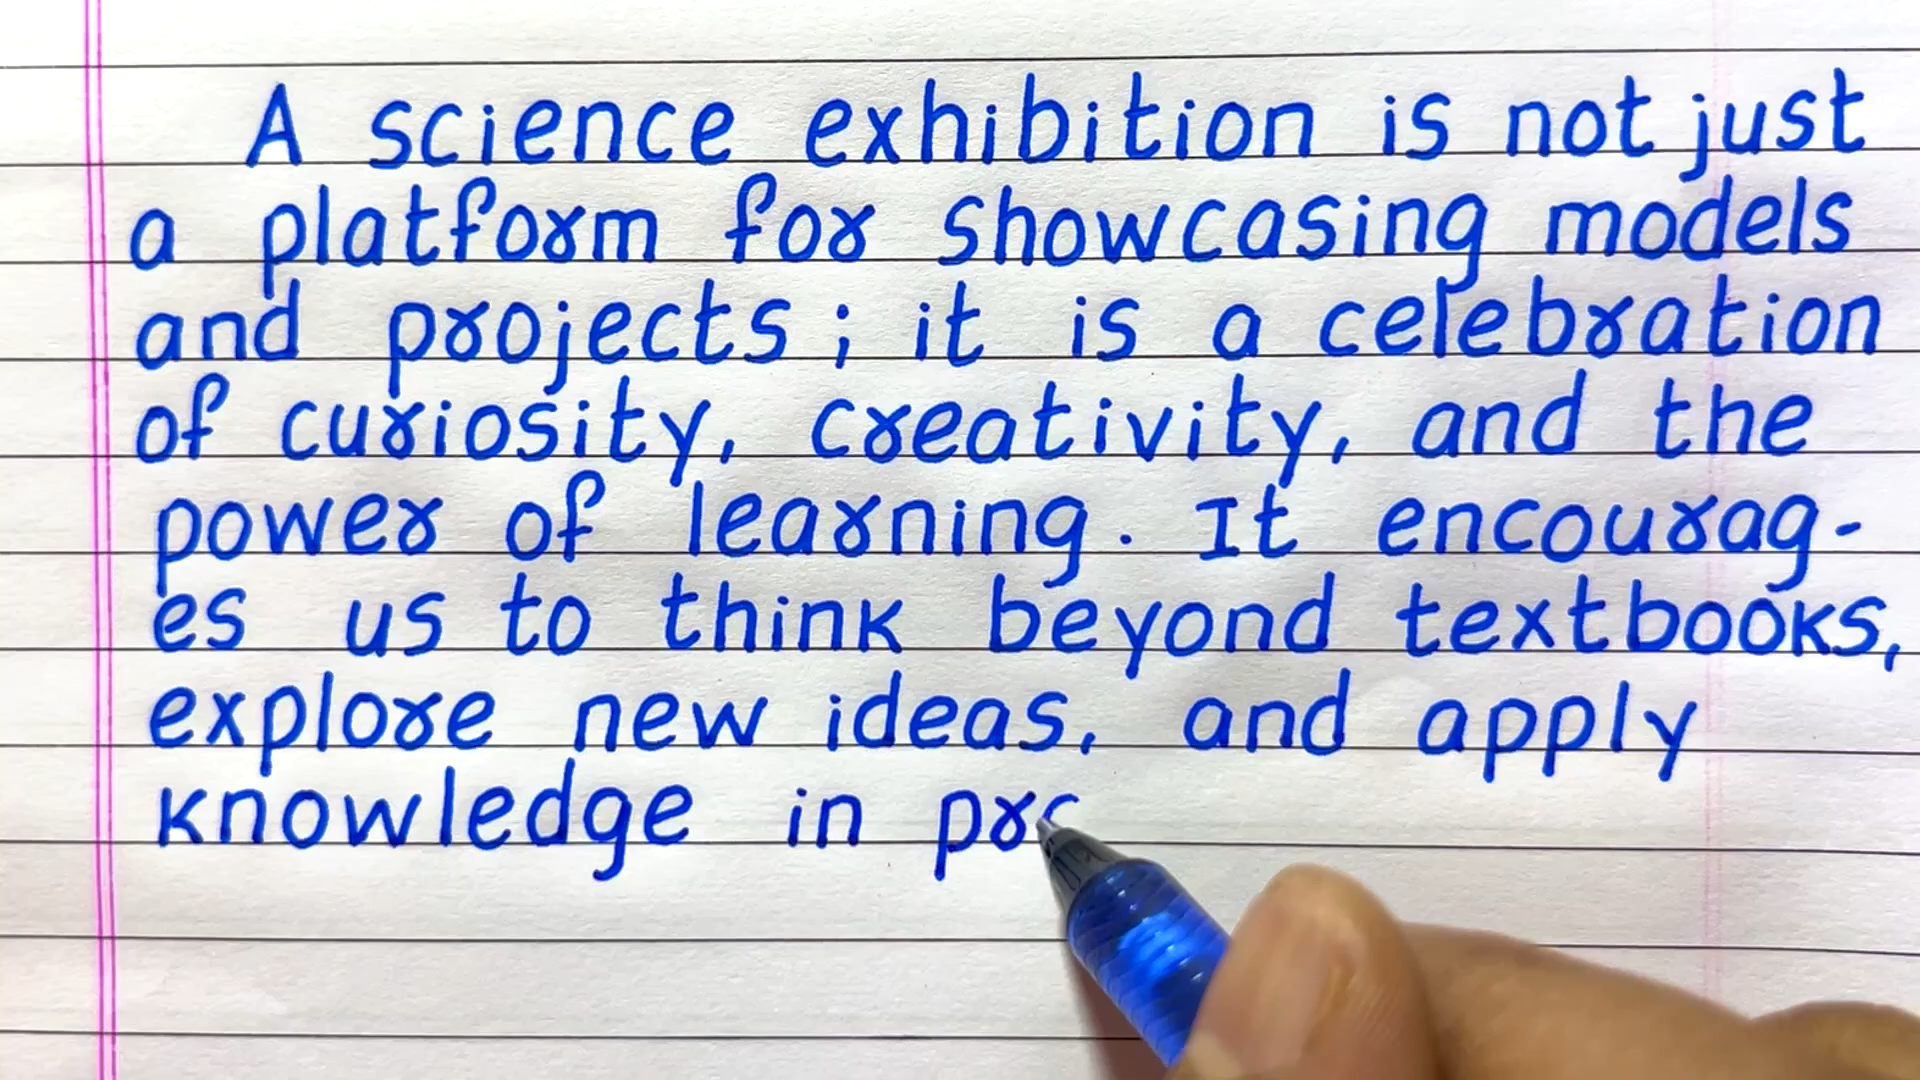 A science exhibition is not just
a platform for showcasing models
and projects; it is a celebration
of curiosity, creativity, and the
power of learning. It encourag-
es us to think beyond textbooks,
explore new ideas, and apply
knowledge in